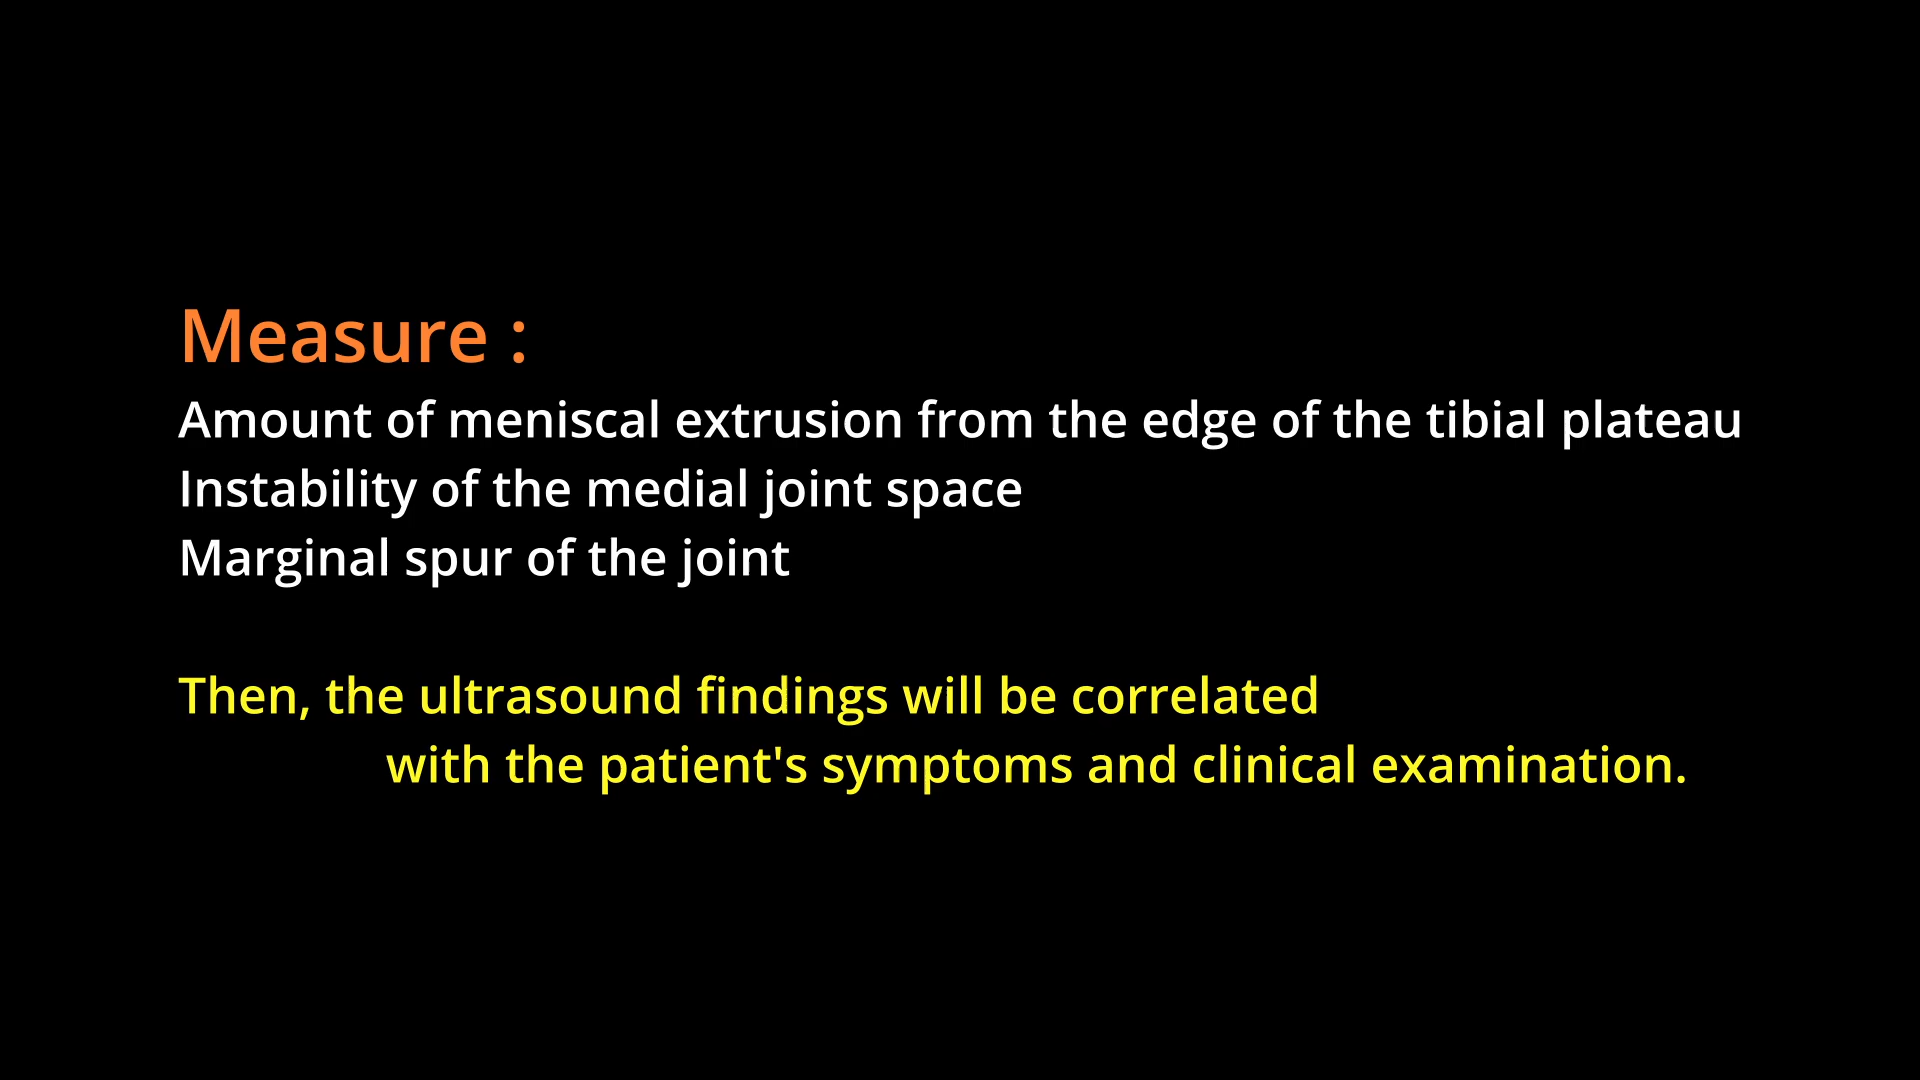 Measure :
Amount of meniscal extrusion from the edge of the tibial plateau
Instability of the medial joint space
Marginal spur of the joint
Then, the ultrasound findings will be correlated
with the patient's symptoms and clinical examination.